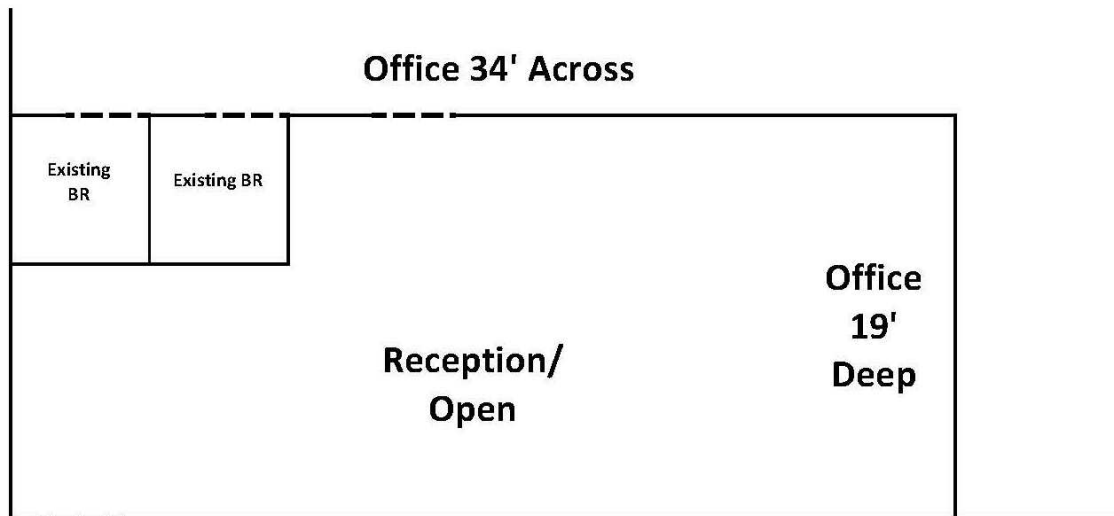 Office 34' Across
Existing
BR
Existing BR
Office
19'
Deep
Reception/
Open